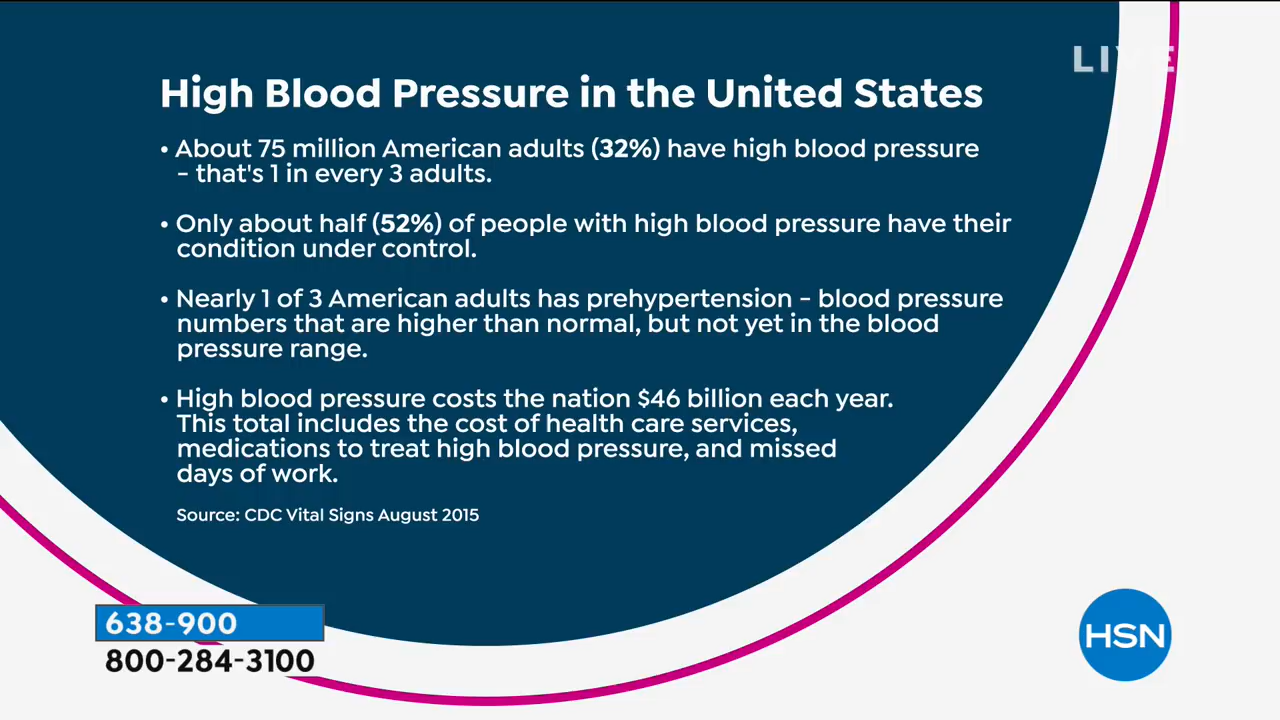 LIVE
High Blood Pressure in the United States
• About 75 million American adults (32%) have high blood pressure
- that's 1 in every 3 adults.
• Only about half (52%) of people with high blood pressure have their
condition under control.
• Nearly 1 of 3 American adults has prehypertension - blood pressure
numbers that are higher than normal, but not yet in the blood
pressure range.
• High blood pressure costs the nation $46 billion each year.
This total includes the cost of health care services,
medications to treat high blood pressure, and missed
days of work.
Source: CDC Vital Signs August 2015
638-900
800-284-3100
HSN